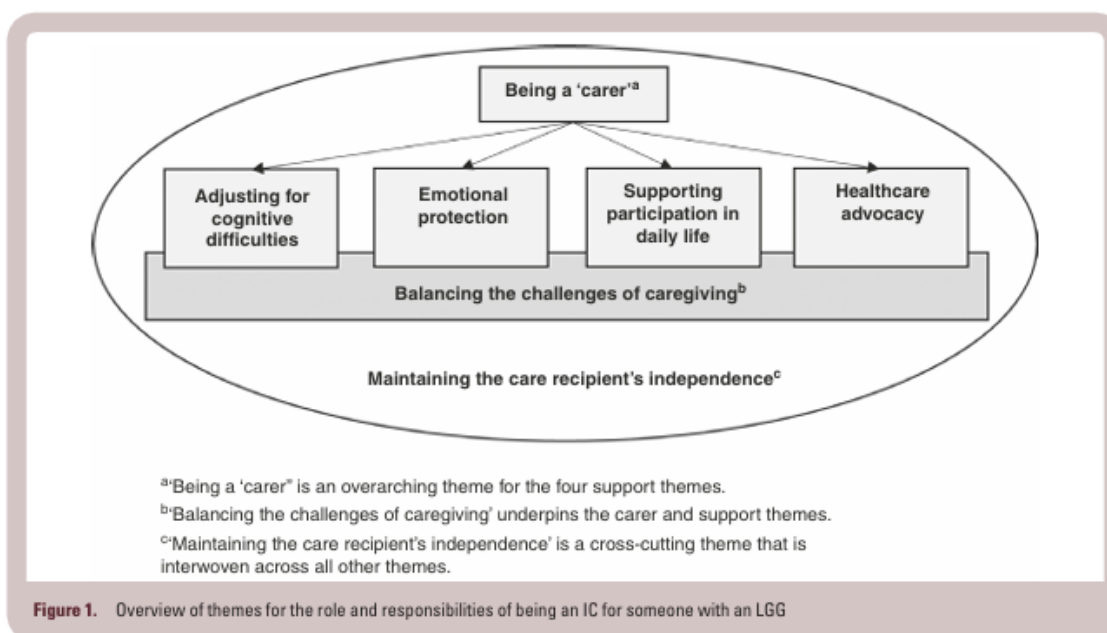 Being a ‘carer’ᵃ
Adjusting for
cognitive
difficulties
Emotional
protection
Supporting
participation in
daily life
Healthcare
advocacy
Balancing the challenges of caregivingᵇ
Maintaining the care recipient’s independenceᶜ
ᵃ‘Being a ‘carer’’ is an overarching theme for the four support themes.
ᵇ‘Balancing the challenges of caregiving’ underpins the carer and support themes.
ᶜ‘Maintaining the care recipient’s independence’ is a cross-cutting theme that is
interwoven across all other themes.
Figure 1. Overview of themes for the role and responsibilities of being an IC for someone with an LGG